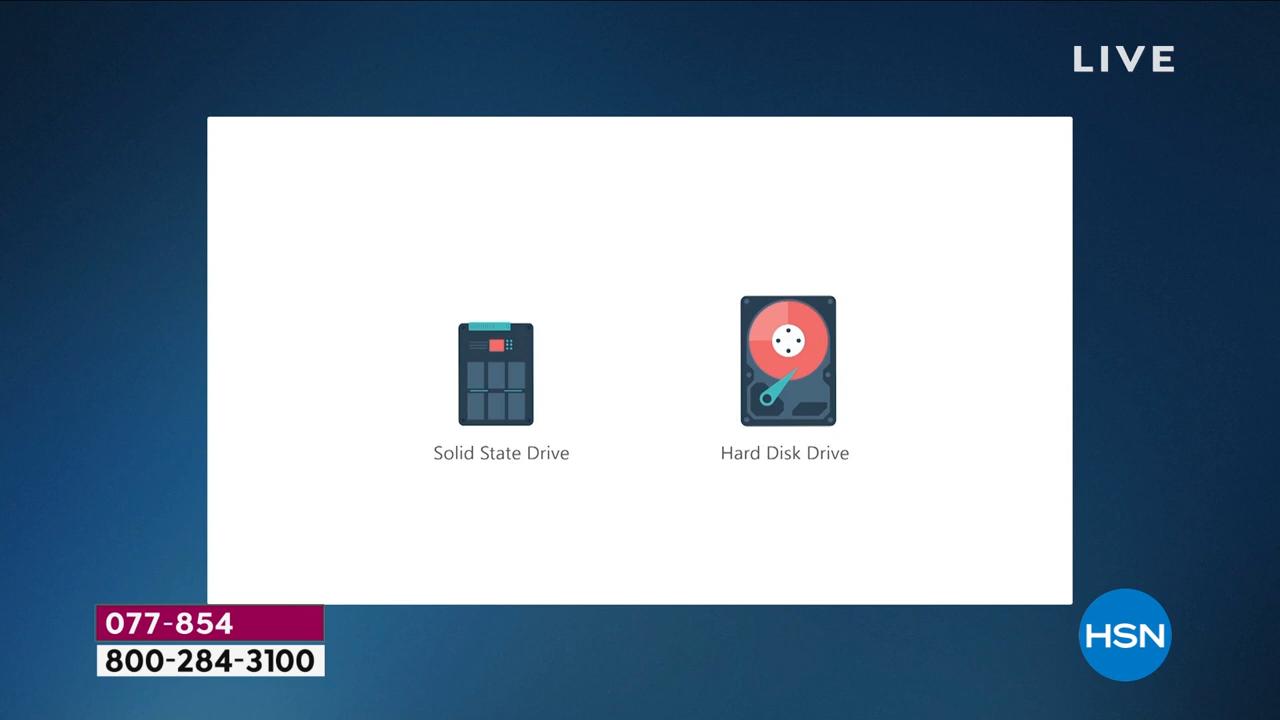 LIVE
Solid State Drive
Hard Disk Drive
077-854
800-284-3100
HSN